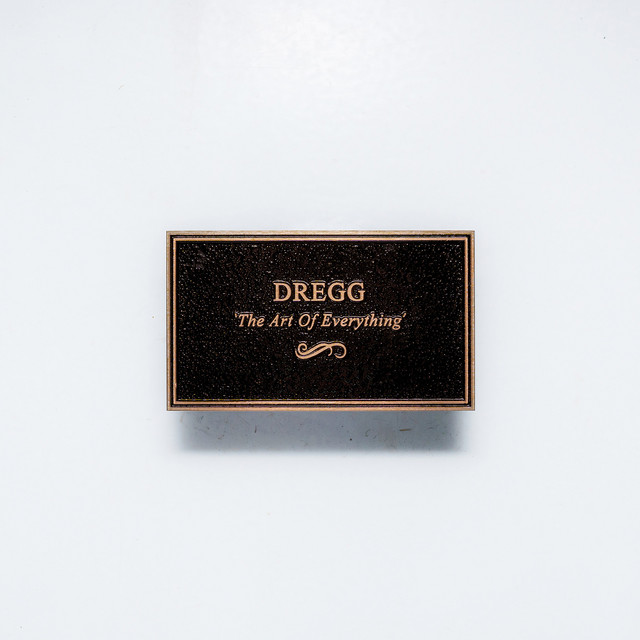 DREGG
'The Art Of Everything'